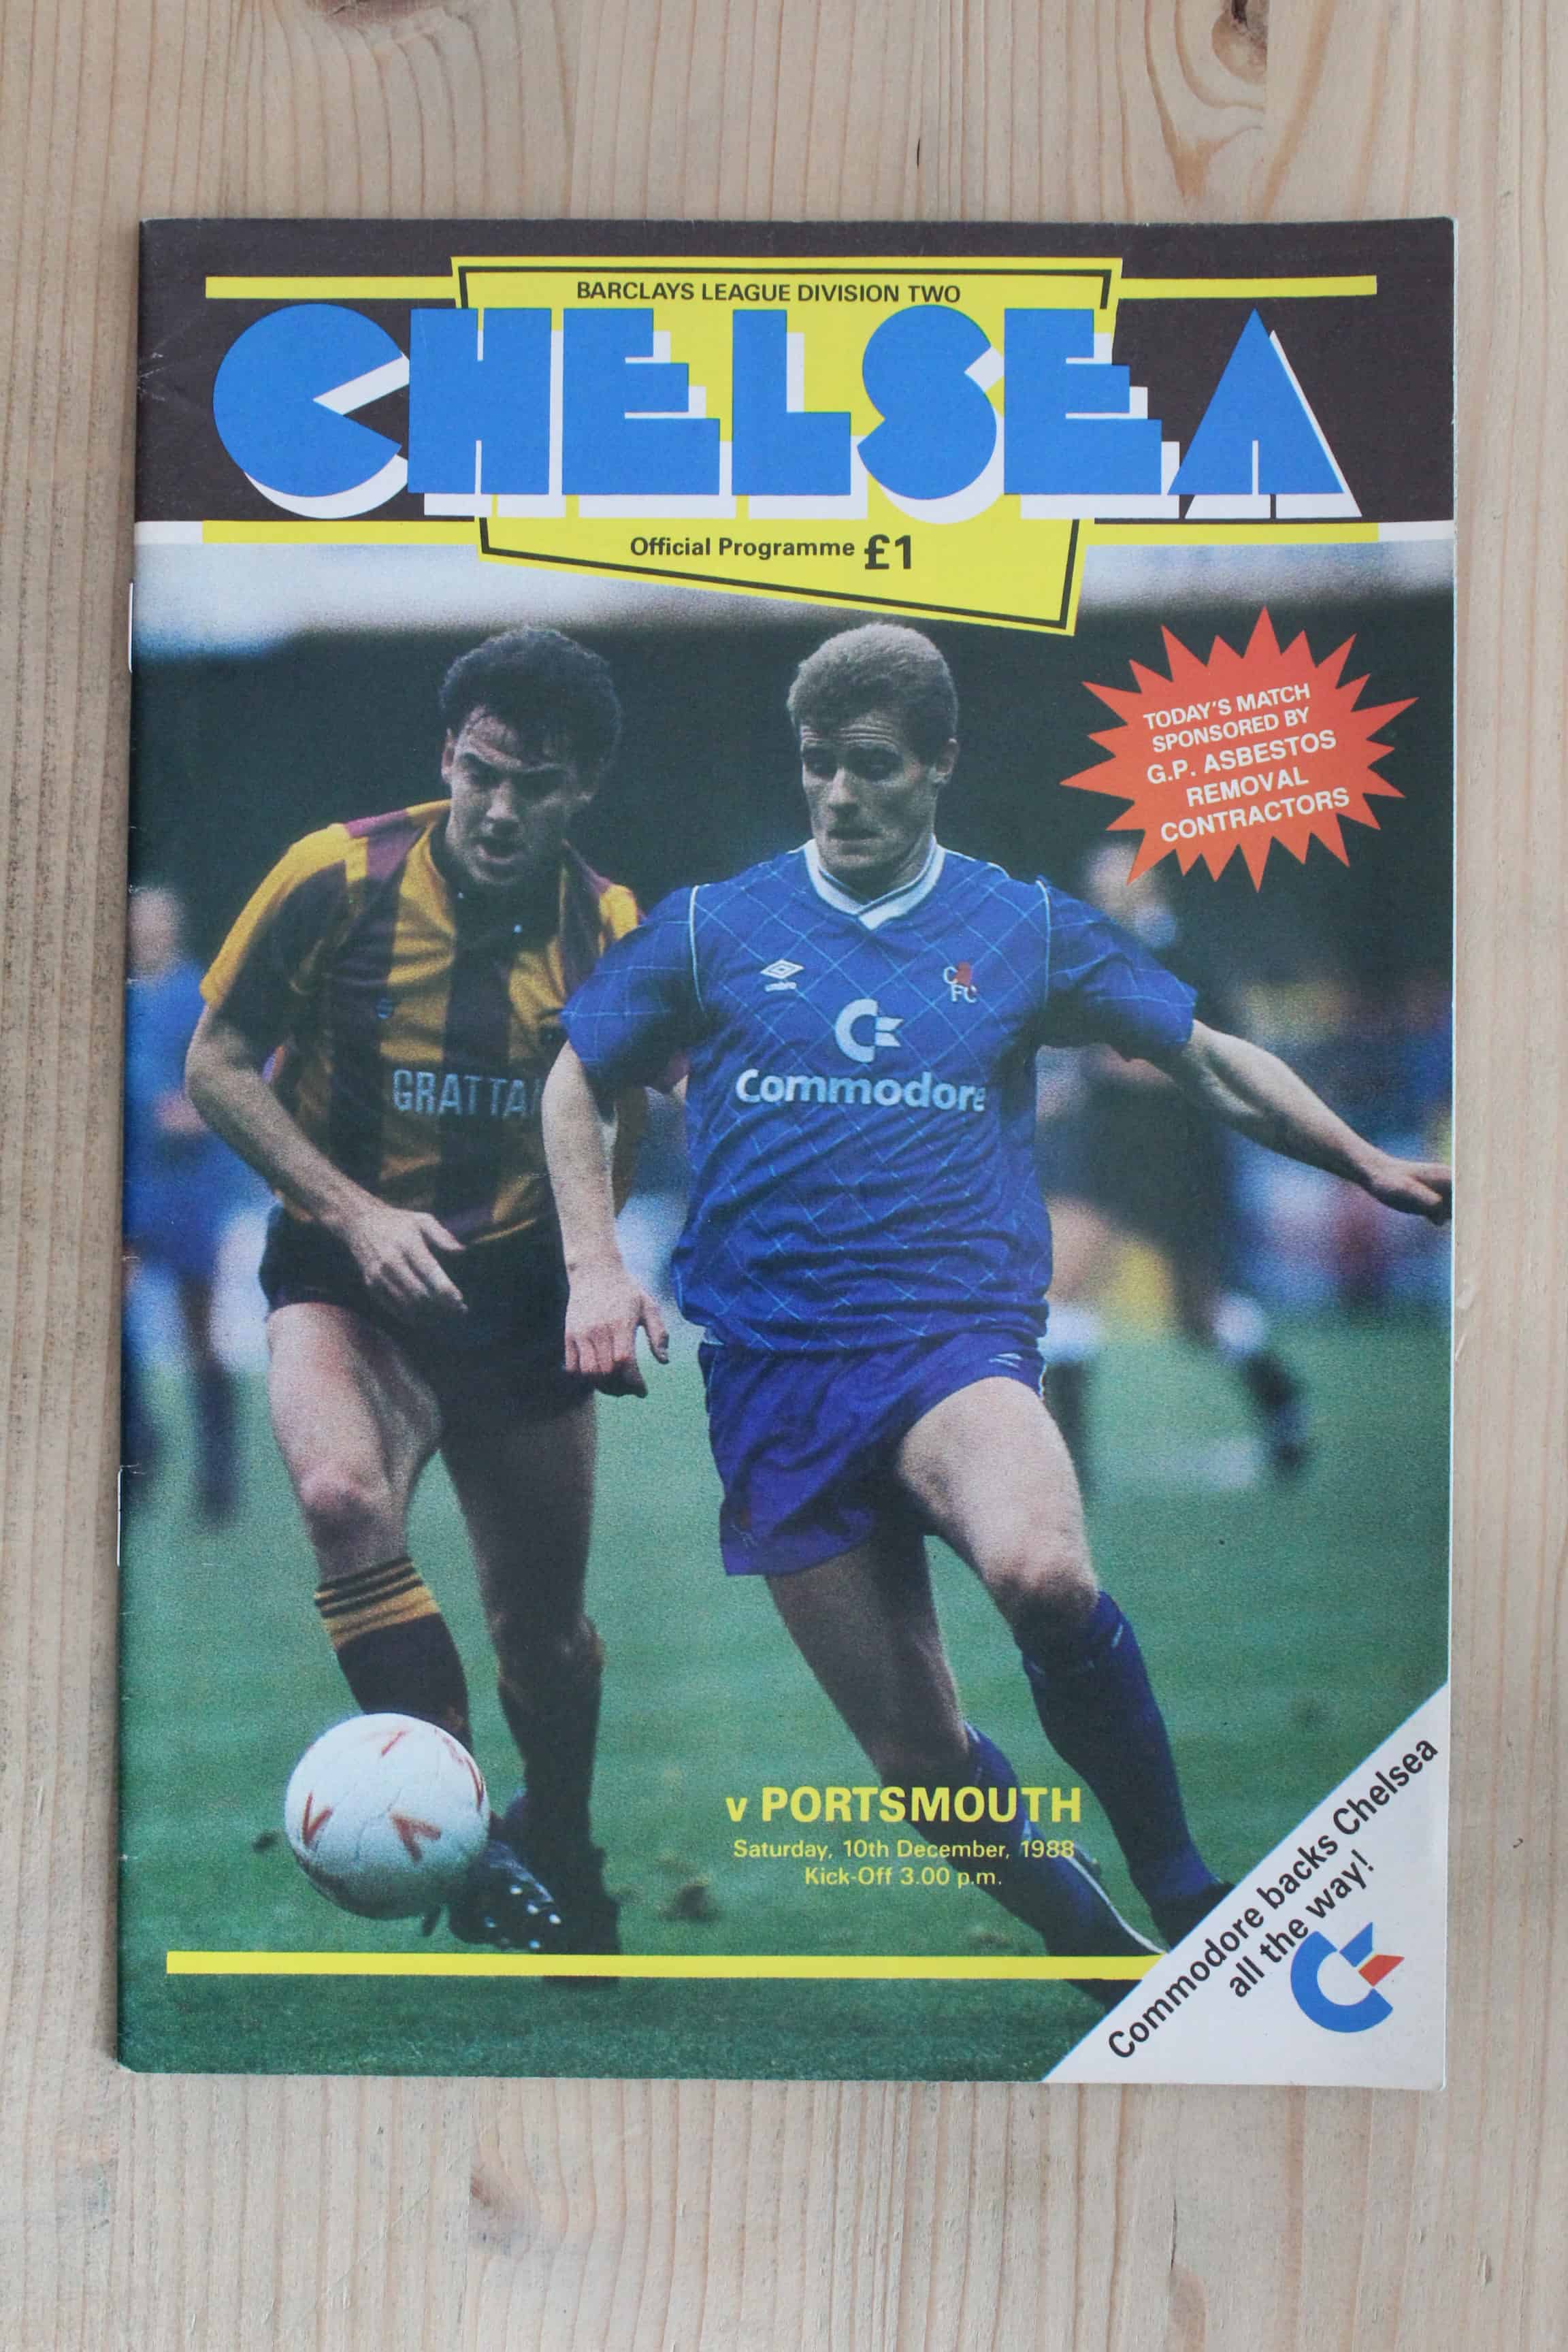 BARCLAYS LEAGUE DIVISION TWO
CHELSEA
Official Programme £1
TODAY'S MATCH
SPONSORED BY
G.P. ASBESTOS
REMOVAL
CONTRACTORS
umbro
CFC
GRATTA
Commodore
v PORTSMOUTH
Saturday, 10th December, 1988
Kick-Off 3.00 p.m.
Commodore backs Chelsea
all the way!